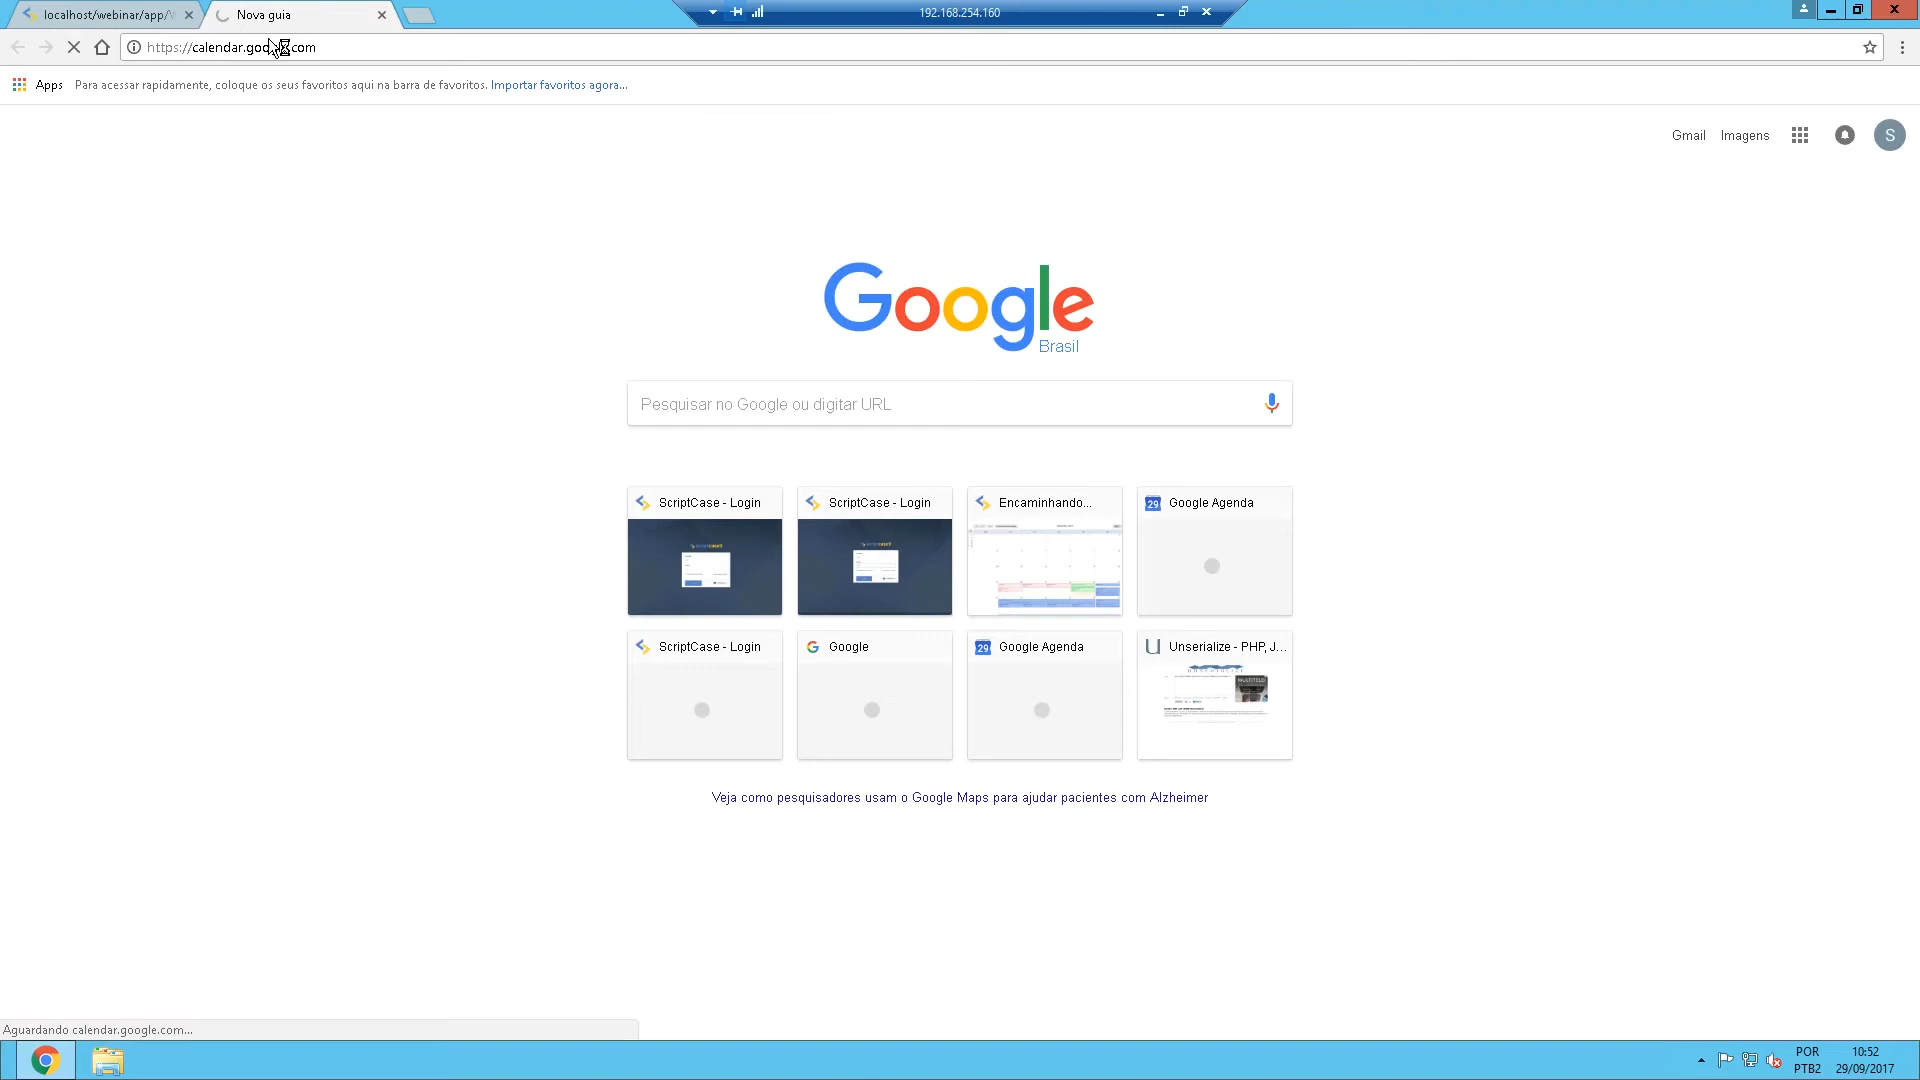 localhost/webinar/app/
Nova guia
192.168.254.160
https://calendar.google.com
Apps
Para acessar rapidamente, coloque os seus favoritos aqui na barra de favoritos. Importar favoritos agora...
Gmail
Imagens
S
Google
Brasil
Pesquisar no Google ou digitar URL
ScriptCase - Login
ScriptCase - Login
Encaminhando...
29 Google Agenda
ScriptCase - Login
G Google
29 Google Agenda
U Unserialize - PHP, J...
Veja como pesquisadores usam o Google Maps para ajudar pacientes com Alzheimer
Aguardando calendar.google.com...
POR
PTB2
10:52
29/09/2017